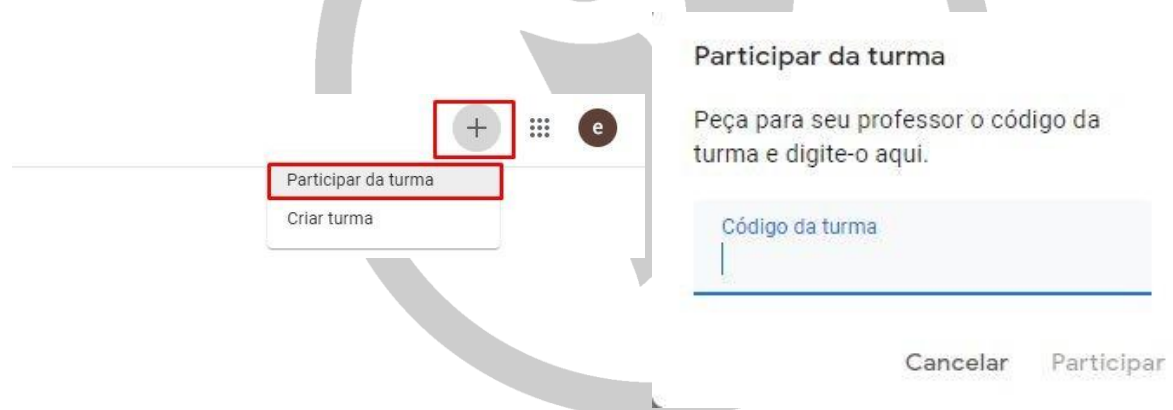 +
e
Participar da turma
Criar turma
Participar da turma
Peça para seu professor o código da
turma e digite-o aqui.
Código da turma
Cancelar Participar